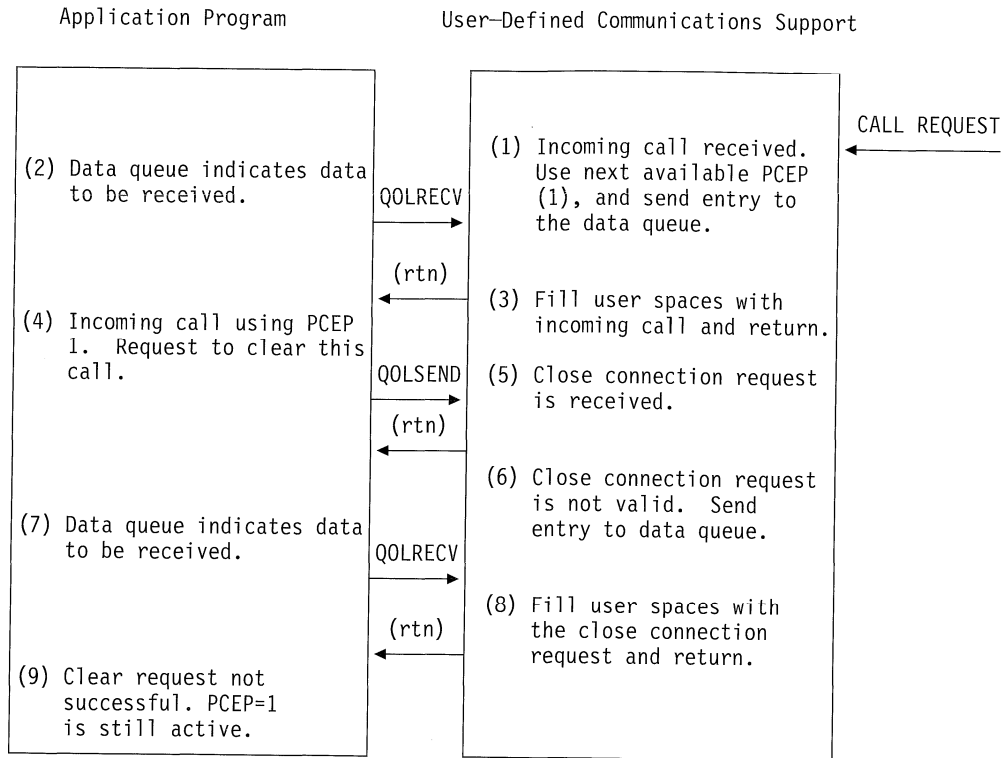 Application Program
User-Defined Communications Support
CALL REQUEST
(1) Incoming call received.
Use next available PCEP
(1), and send entry to
the data queue.
(2) Data queue indicates data
to be received.
QOLRECV
(rtn)
(3) Fill user spaces with
incoming call and return.
(4) Incoming call using PCEP
1. Request to clear this
call.
QOLSEND
(5) Close connection request
is received.
(rtn)
(6) Close connection request
is not valid. Send
entry to data queue.
(7) Data queue indicates data
to be received.
QOLRECV
(8) Fill user spaces with
the close connection
request and return.
(rtn)
(9) Clear request not
successful. PCEP=1
is still active.